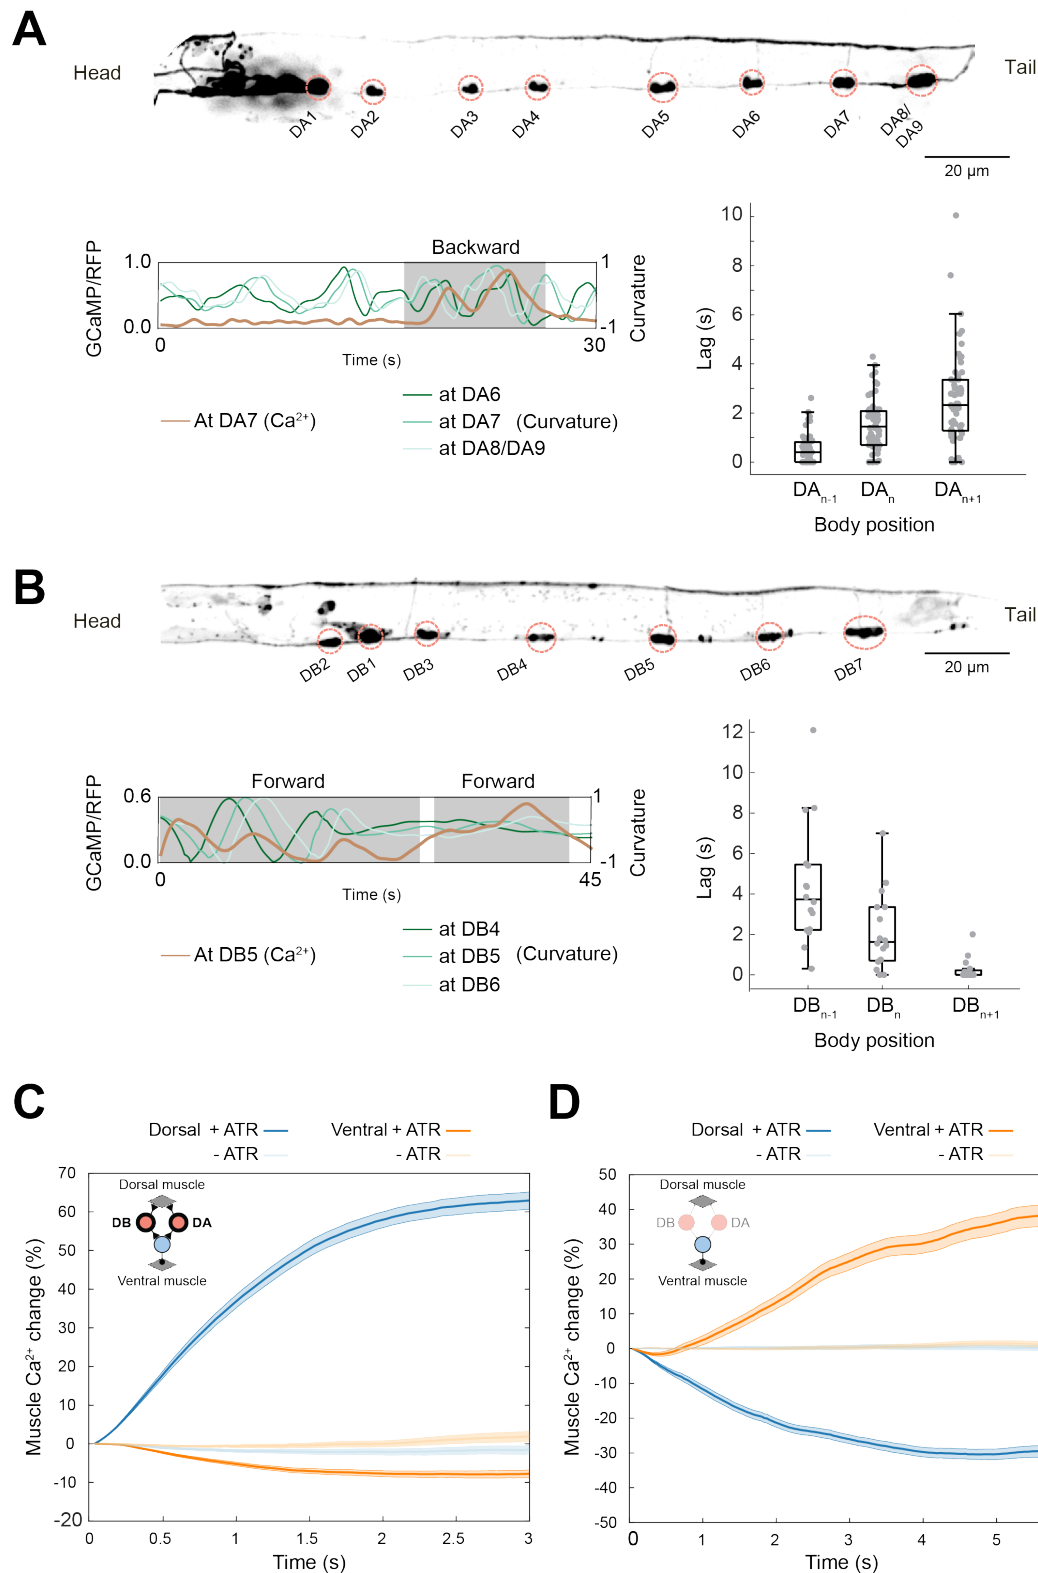 A
Head
Tail
DA1
DA2
DA3
DA4
DA5
DA6
DA7
DA8/
DA9
20 µm
Backward
GCaMP/RFP
1.0
0.0
1
-1
Curvature
0
30
Time (s)
At DA7 (Ca²⁺)
at DA6
at DA7 (Curvature)
at DA8/DA9
Lag (s)
10
8
6
4
2
0
DAn-1
DAn
DAn+1
Body position
B
Head
Tail
DB2
DB1
DB3
DB4
DB5
DB6
DB7
20 µm
Forward
Forward
GCaMP/RFP
0.6
0.0
1
-1
Curvature
0
45
Time (s)
At DB5 (Ca²⁺)
at DB4
at DB5 (Curvature)
at DB6
Lag (s)
12
10
8
6
4
2
0
DBn-1
DBn
DBn+1
Body position
C
Dorsal + ATR
- ATR
Ventral + ATR
- ATR
Muscle Ca²⁺ change (%)
70
60
50
40
30
20
10
0
-10
-20
Dorsal muscle
DB
DA
Ventral muscle
0
0.5
1
1.5
2
2.5
3
Time (s)
D
Dorsal + ATR
- ATR
Ventral + ATR
- ATR
Muscle Ca²⁺ change (%)
50
40
30
20
10
0
-10
-20
-30
-40
-50
Dorsal muscle
DB
DA
Ventral muscle
0
1
2
3
4
5
Time (s)